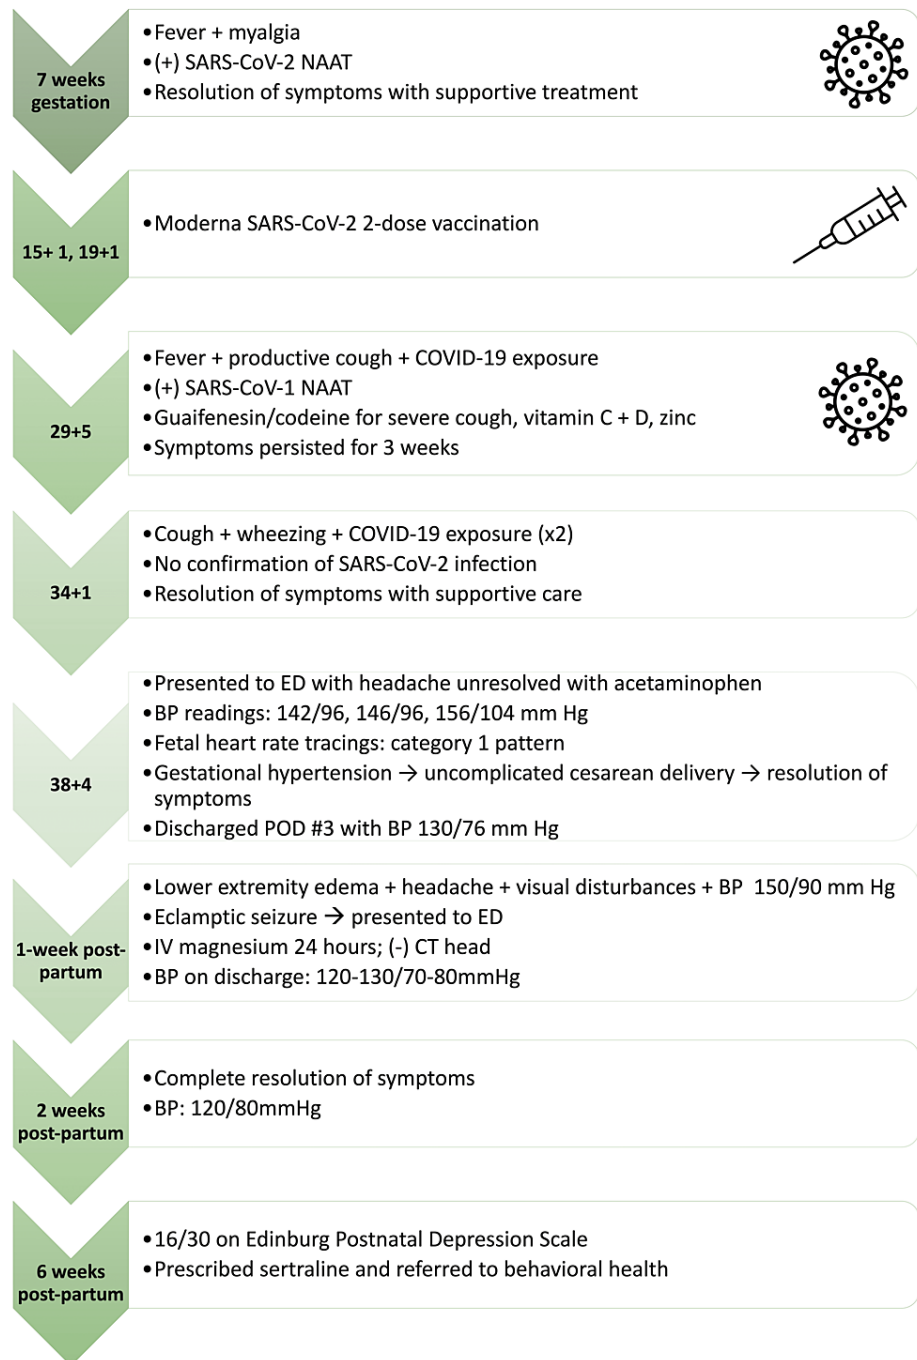 7 weeks
gestation
•Fever + myalgia
•(+) SARS-CoV-2 NAAT
•Resolution of symptoms with supportive treatment
15+ 1, 19+1
•Moderna SARS-CoV-2 2-dose vaccination
29+5
•Fever + productive cough + COVID-19 exposure
•(+) SARS-CoV-1 NAAT
•Guaifenesin/codeine for severe cough, vitamin C + D, zinc
•Symptoms persisted for 3 weeks
34+1
•Cough + wheezing + COVID-19 exposure (x2)
•No confirmation of SARS-CoV-2 infection
•Resolution of symptoms with supportive care
38+4
•Presented to ED with headache unresolved with acetaminophen
•BP readings: 142/96, 146/96, 156/104 mm Hg
•Fetal heart rate tracings: category 1 pattern
•Gestational hypertension → uncomplicated cesarean delivery → resolution of
symptoms
•Discharged POD #3 with BP 130/76 mm Hg
1-week post-
partum
•Lower extremity edema + headache + visual disturbances + BP 150/90 mm Hg
•Eclamptic seizure → presented to ED
•IV magnesium 24 hours; (-) CT head
•BP on discharge: 120-130/70-80mmHg
2 weeks
post-partum
•Complete resolution of symptoms
•BP: 120/80mmHg
6 weeks
post-partum
•16/30 on Edinburg Postnatal Depression Scale
•Prescribed sertraline and referred to behavioral health